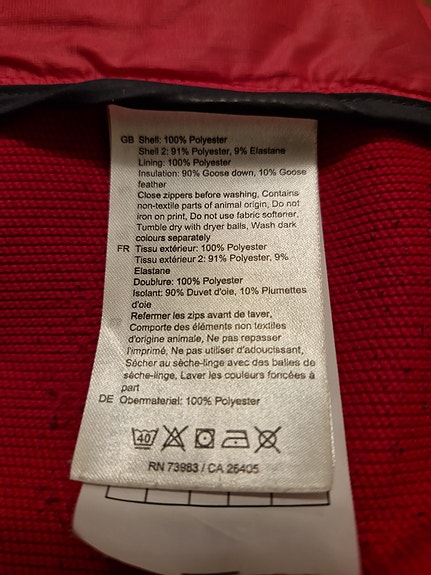 GB Shell: 100% Polyester
Shell 2: 91% Polyester, 9% Elastane
Lining: 100% Polyester
Insulation: 90% Goose down, 10% Goose
feather
Close zippers before washing, Contains
non-textile parts of animal origin, Do not
iron on print, Do not use fabric softener,
Tumble dry with dryer balls, Wash dark
colours separately
FR Tissu extérieur: 100% Polyester
Tissu extérieur 2: 91% Polyester, 9%
Elastane
Doublure: 100% Polyester
Isolant: 90% Duvet d'oie, 10% Plumettes
d'oie
Refermer les zips avant de laver,
Comporte des éléments non textiles
d'origine animale, Ne pas repasser
l'imprimé, Ne pas utiliser d'adoucissant,
Sécher au sèche-linge avec des balles de
sèche-linge, Laver les couleurs foncées à
part
DE Obermaterial: 100% Polyester
40
RN 73983 / CA 26405